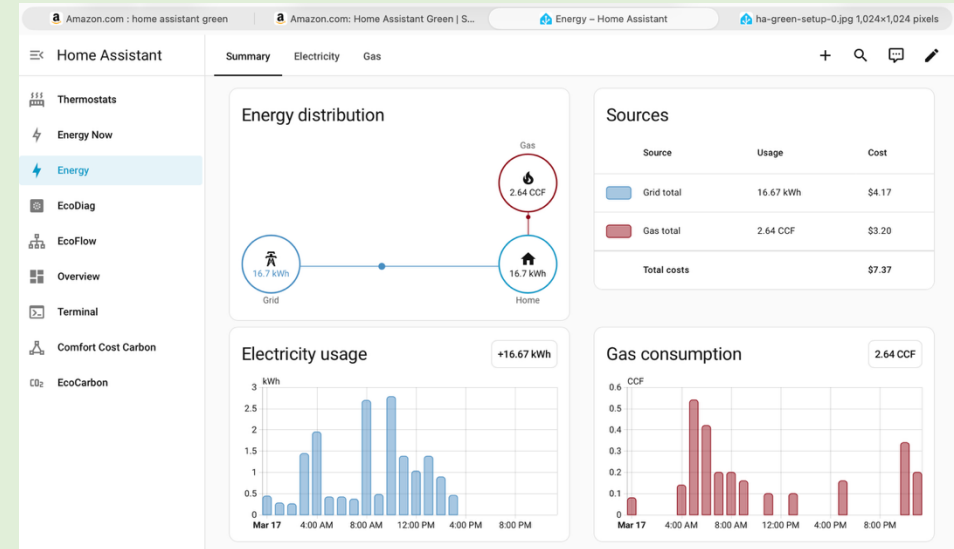 Amazon.com : home assistant green
Amazon.com: Home Assistant Green | S...
Energy – Home Assistant
ha-green-setup-0.jpg 1,024×1,024 pixels
Home Assistant
Summary Electricity Gas
Thermostats
Energy Now
Energy
EcoDiag
EcoFlow
Overview
Terminal
Comfort Cost Carbon
CO₂ EcoCarbon
Energy distribution
Gas
2.64 CCF
16.7 kWh
Grid
16.7 kWh
Home
Sources
Source Usage Cost
Grid total 16.67 kWh $4.17
Gas total 2.64 CCF $3.20
Total costs $7.37
Electricity usage
+16.67 kWh
kWh
3
2.5
2
1.5
1
0.5
0
Mar 17 4:00 AM 8:00 AM 12:00 PM 4:00 PM 8:00 PM
Gas consumption
2.64 CCF
CCF
0.6
0.5
0.4
0.3
0.2
0.1
0
Mar 17 4:00 AM 8:00 AM 12:00 PM 4:00 PM 8:00 PM